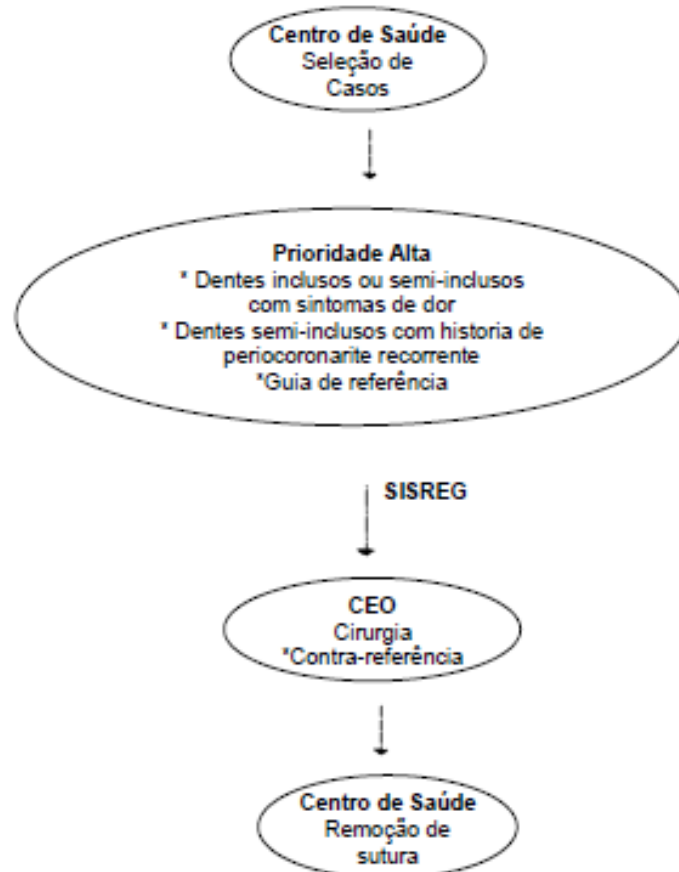 Centro de Saúde
Seleção de
Casos
Prioridade Alta
* Dentes inclusos ou semi-inclusos
com sintomas de dor
* Dentes semi-inclusos com historia de
periocoronarite recorrente
*Guia de referência
SISREG
CEO
Cirurgia
*Contra-referência
Centro de Saúde
Remoção de
sutura